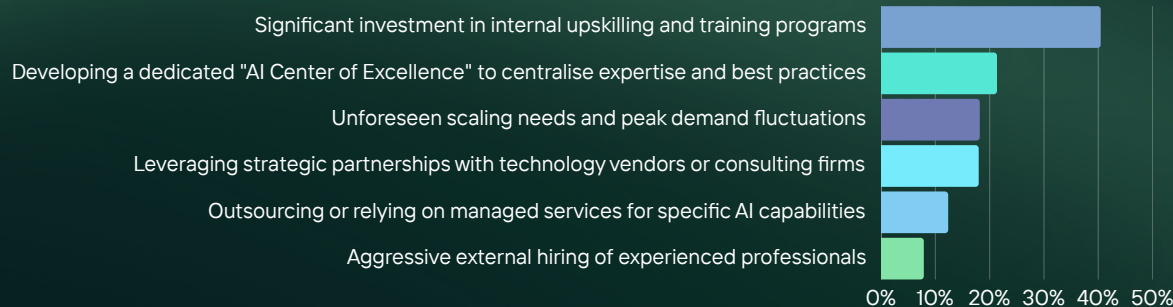 Significant investment in internal upskilling and training programs
Developing a dedicated "AI Center of Excellence" to centralise expertise and best practices
Unforeseen scaling needs and peak demand fluctuations
Leveraging strategic partnerships with technology vendors or consulting firms
Outsourcing or relying on managed services for specific AI capabilities
Aggressive external hiring of experienced professionals
0% 10% 20% 30% 40% 50%